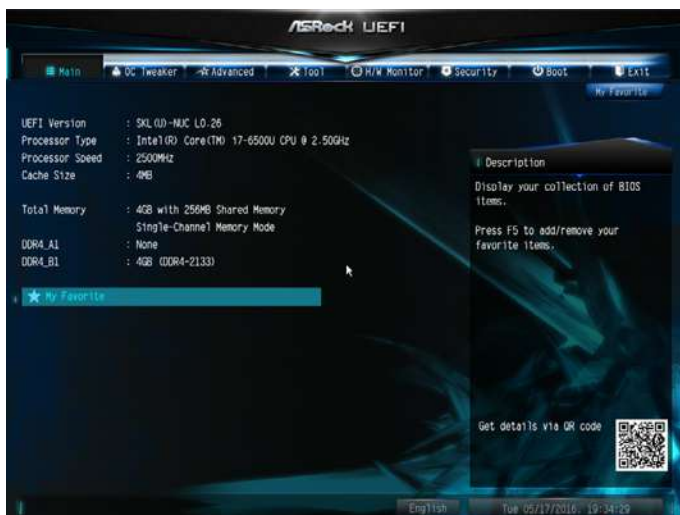 ASRock UEFI
Main OC Tweaker Advanced Tool H/W Monitor Security Boot Exit
My Favorite
UEFI Version : SKL(U)-NUC L0.26
Processor Type : Intel(R) Core(TM) i7-6500U CPU @ 2.50GHz
Processor Speed : 2500MHz
Cache Size : 4MB
Total Memory : 4GB with 256MB Shared Memory
Single-Channel Memory Mode
DDR4_A1 : None
DDR4_B1 : 4GB (DDR4-2133)
My Favorite
Description
Display your collection of BIOS
items.
Press F5 to add/remove your
favorite items.
Get details via QR code
English
Tue 05/17/2016. 19:34:29